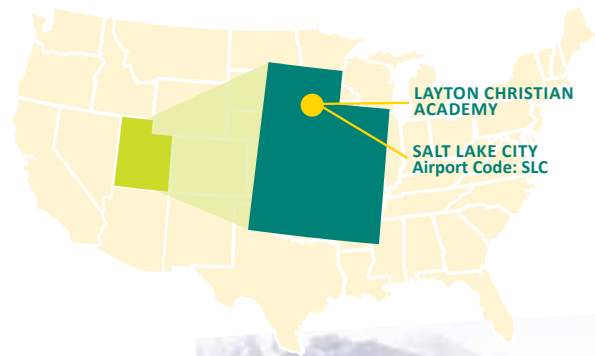 LAYTON CHRISTIAN
ACADEMY
SALT LAKE CITY
Airport Code: SLC